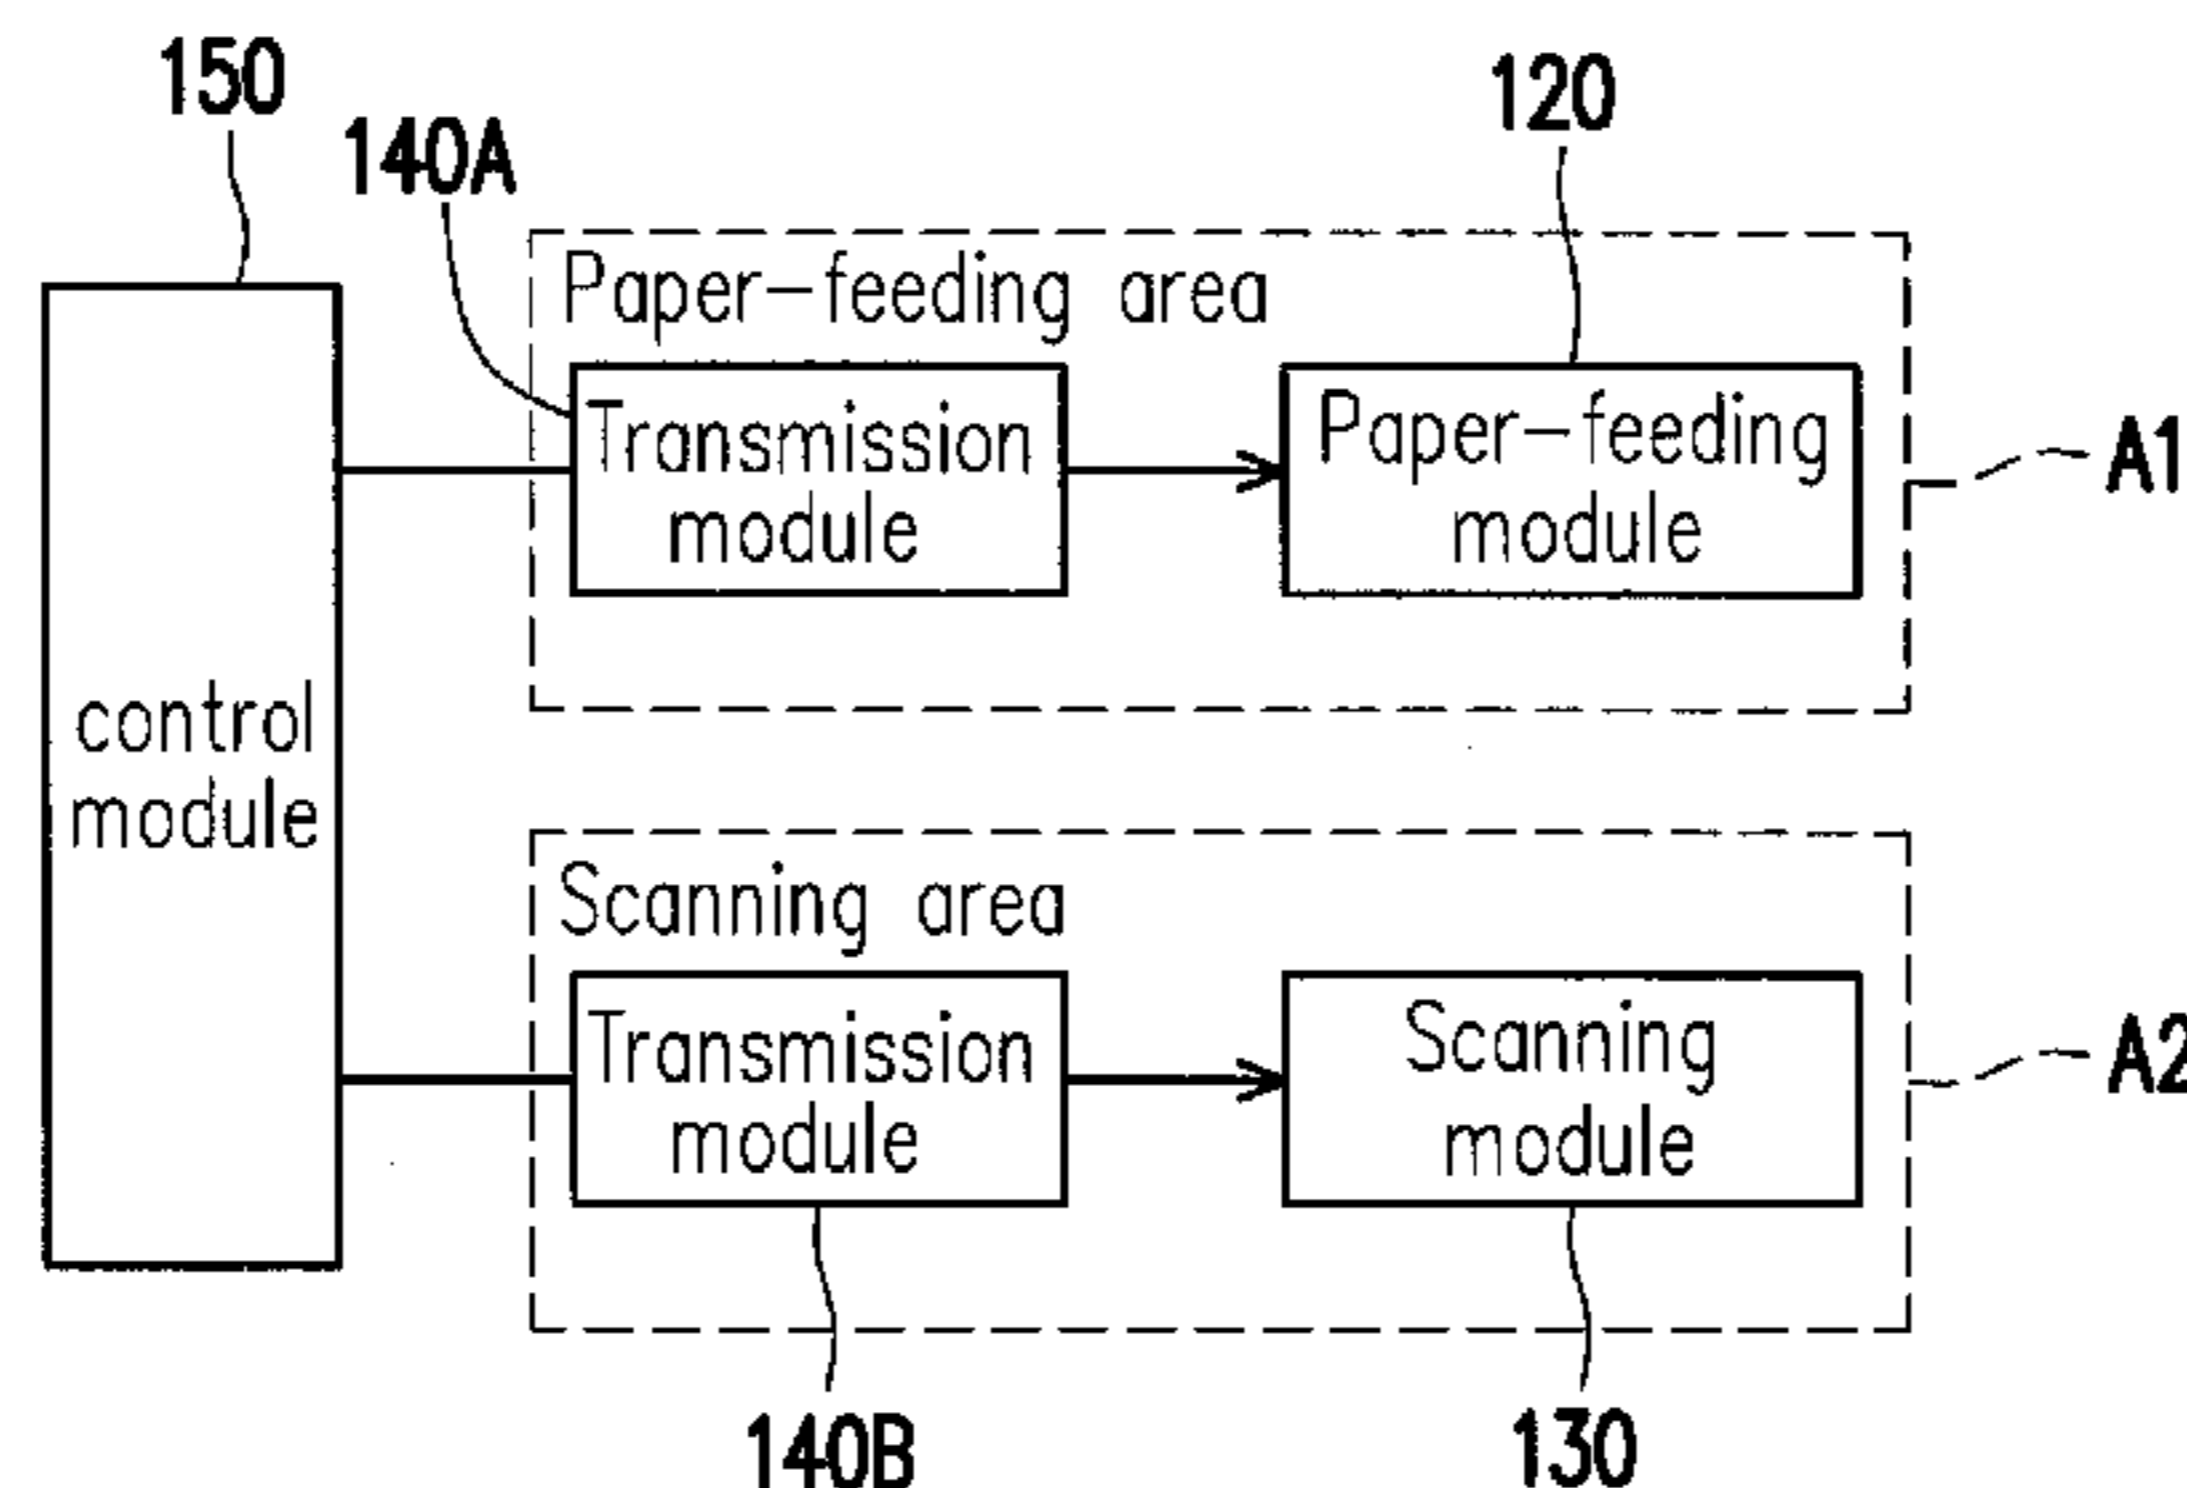 150
140A
120
Paper-feeding area
Transmission
module
Paper-feeding
module
A1
control
module
Scanning area
Transmission
module
Scanning
module
A2
140B
130